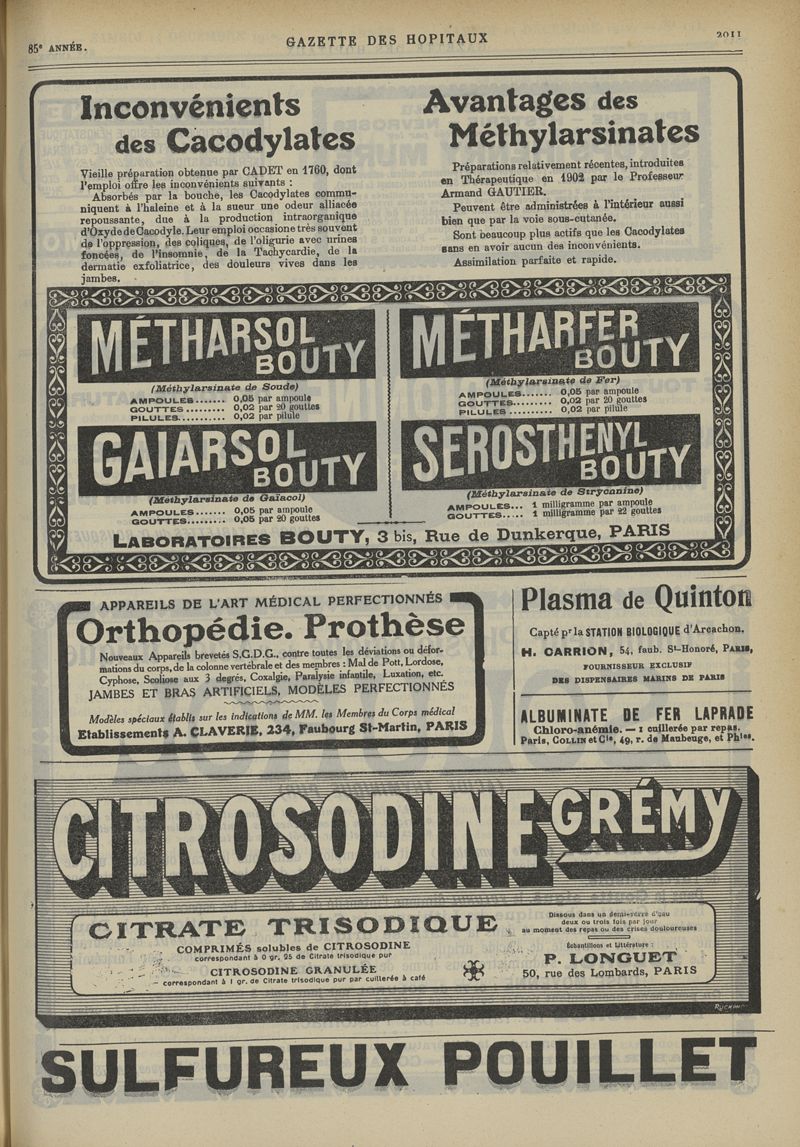 85e ANNÉE.
GAZETTE DES HOPITAUX
2011
Inconvénients
des Cacodylates
Vieille préparation obtenue par CADET en 1760, dont
l'emploi offre les inconvénients suivants :
Absorbés par la bouche, les Cacodylates commu-
niquent à l'haleine et à la sueur une odeur alliacée
repoussante, due à la production intraorganique
d'Oxyde de Cacodyle. Leur emploi occasione très souvent
de l'oppression, des coliques, de l'oligurie avec urines
foncées, de l'insomnie, de la Tachycardie, de la
dermatie exfoliatrice, des douleurs vives dans les
jambes.
Avantages des
Méthylarsinates
Préparations relativement récentes, introduites
en Thérapeutique en 1902 par le Professeur
Armand GAUTIER.
Peuvent être administrées à l'intérieur aussi
bien que par la voie sous-cutanée.
Sont beaucoup plus actifs que les Cacodylates
sans en avoir aucun des inconvénients.
Assimilation parfaite et rapide.
MÉTHARSOL
BOUTY
(Méthylarsinate de Soude)
AMPOULES....... 0,05 par ampoule
GOUTTES......... 0,02 par 20 gouttes
PILULES.......... 0,02 par pilule
MÉTHARFER
BOUTY
(Méthylarsinate de Fer)
AMPOULES....... 0,05 par ampoule
GOUTTES......... 0,02 par 20 gouttes
PILULES.......... 0,02 par pilule
GAIARSOL
BOUTY
(Méthylarsinate de Gaïacol)
AMPOULES....... 0,05 par ampoule
GOUTTES.......... 0,05 par 20 gouttes
SEROSTHENYL
BOUTY
(Méthylarsinate de Strycnnine)
AMPOULES... 1 milligramme par ampoule
GOUTTES..... 1 milligramme par 22 gouttes
LABORATOIRES BOUTY, 3 bis, Rue de Dunkerque, PARIS
APPAREILS DE L'ART MÉDICAL PERFECTIONNÉS
Orthopédie. Prothèse
Nouveaux Appareils brevetés S.G.D.G., contre toutes les déviations ou défor-
mations du corps, de la colonne vertébrale et des membres : Mal de Pott, Lordose,
Cyphose, Scoliose aux 3 degrés, Coxalgie, Paralysie infantile, Luxation, etc.
JAMBES ET BRAS ARTIFICIELS, MODÈLES PERFECTIONNÉS
Modèles spéciaux établis sur les indications de MM. les Membres du Corps médical
Etablissements A. CLAVERIE, 234, Faubourg St-Martin, PARIS
Plasma de Quinton
Capté pr la STATION BIOLOGIQUE d'Arcachon.
H. CARRION, 54, faub. St-Honoré, PARIS,
FOURNISSEUR EXCLUSIF
DES DISPENSAIRES MARINS DE PARIS
ALBUMINATE DE FER LAPRADE
Chloro-anémie. — 1 cuillerée par repas.
Paris, COLLIN et Cie, 49, r. de Maubeuge, et Phies.
CITROSODINE GRÉMY
CITRATE TRISODIQUE
COMPRIMÉS solubles de CITROSODINE
correspondant à 0 gr. 25 de Citrate trisodique pur
CITROSODINE GRANULÉE
correspondant à 1 gr. de Citrate trisodique pur par cuillerée à café
Dissous dans un demi-verre d'eau
deux ou trois fois par jour
au moment des repas ou des crises douloureuses
Echantillons et Littérature :
P. LONGUET
50, rue des Lombards, PARIS
SULFUREUX POUILLET